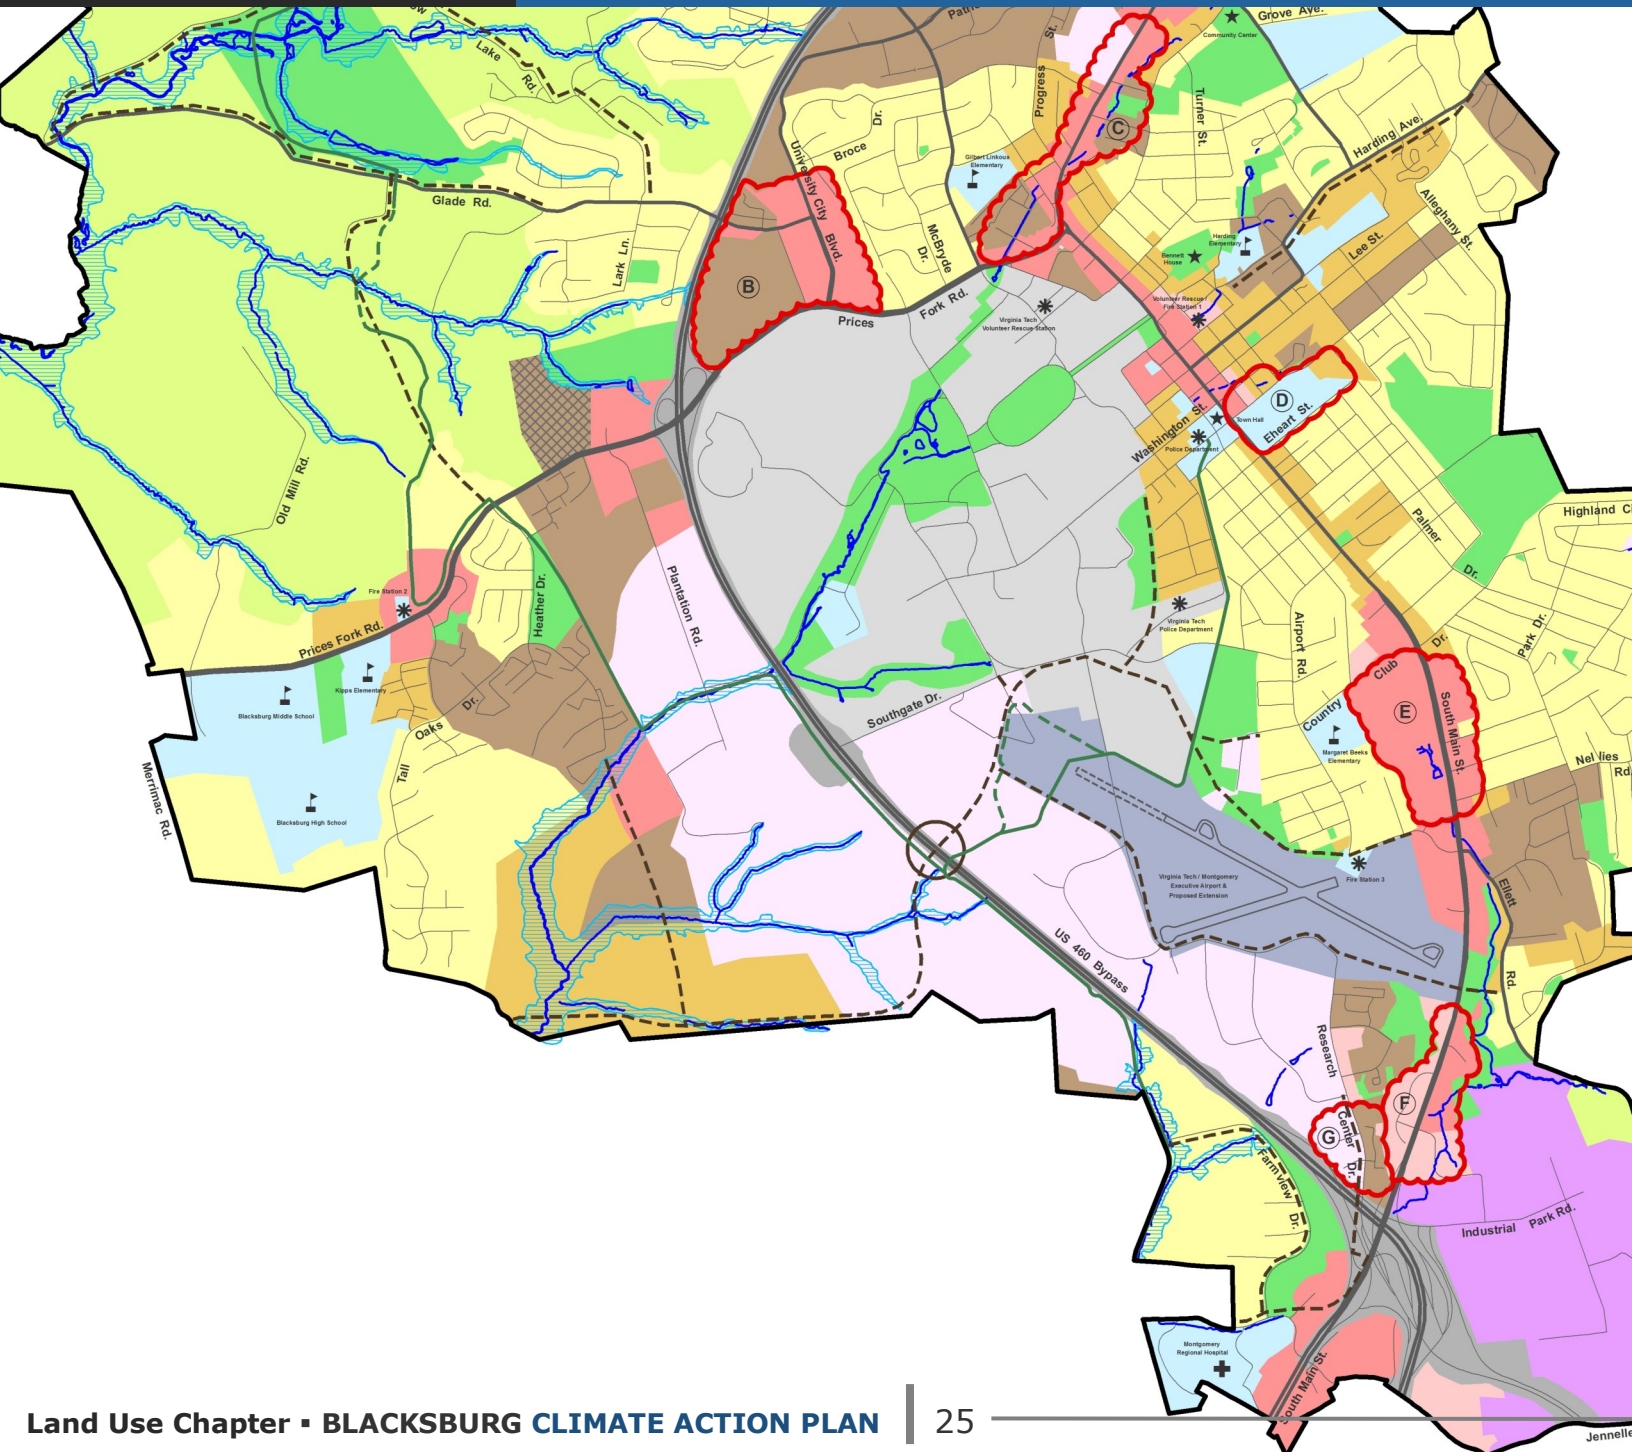 Patri
Grove Ave.
Community Center
Lake
Rd.
St.
Progress
Turner St.
Dr.
Broce
University City
Blvd.
C
Gilbert Linkous
Elementary
Harding Ave.
Glade Rd.
Alleghany St.
McBryde
Dr.
Lark Ln.
Harding
Elementary
Lee St.
Bennett
House
B
Volunteer Rescue /
Fire Station 1
Prices
Fork Rd.
Virginia Tech
Volunteer Rescue Station
D
Eheart St.
Town Hall
Washington St.
Police Department
Old Mill Rd.
Palmer
Dr.
Highland C
Plantation Rd.
Heather Dr.
Fire Station 2
Prices Fork Rd.
Virginia Tech
Police Department
Airport Rd.
Park Dr.
Club
Dr.
Country
E
South Main St.
Kipps Elementary
Blacksburg Middle School
Oaks
Dr.
Tall
Southgate Dr.
Margaret Beeks
Elementary
Nellies
Rd.
Merrimac Rd.
Blacksburg High School
Virginia Tech / Montgomery
Executive Airport &
Proposed Extension
Fire Station 3
Ellett
Rd.
US 460 Bypass
Research
Center
Dr.
F
G
Farmview
Dr.
Industrial
Park Rd.
Montgomery
Regional Hospital
South Main St.
Jennelle
Land Use Chapter ▪ BLACKSBURG CLIMATE ACTION PLAN | 25